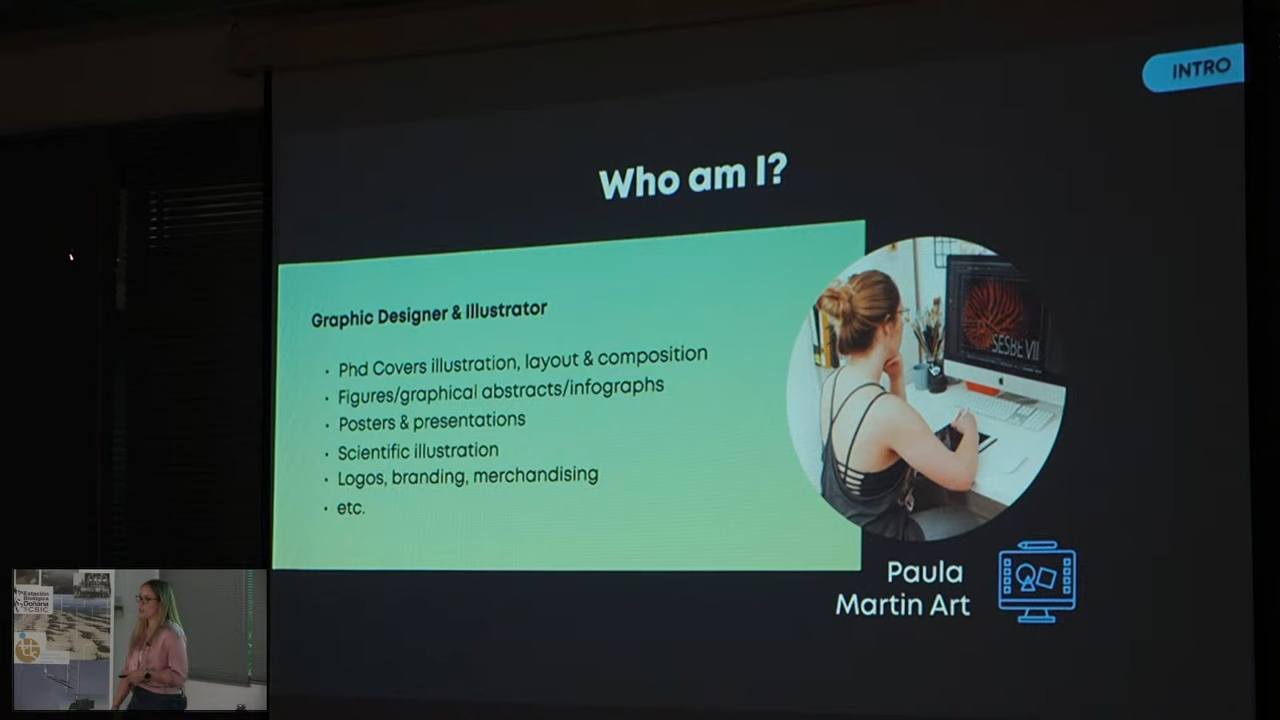 INTRO
Who am I?
Graphic Designer & Illustrator
· Phd Covers illustration, layout & composition
· Figures/graphical abstracts/infographs
· Posters & presentations
· Scientific illustration
· Logos, branding, merchandising
· etc.
SESBE VII
Paula
Martin Art
Estación
Biológica
Doñana
CSIC